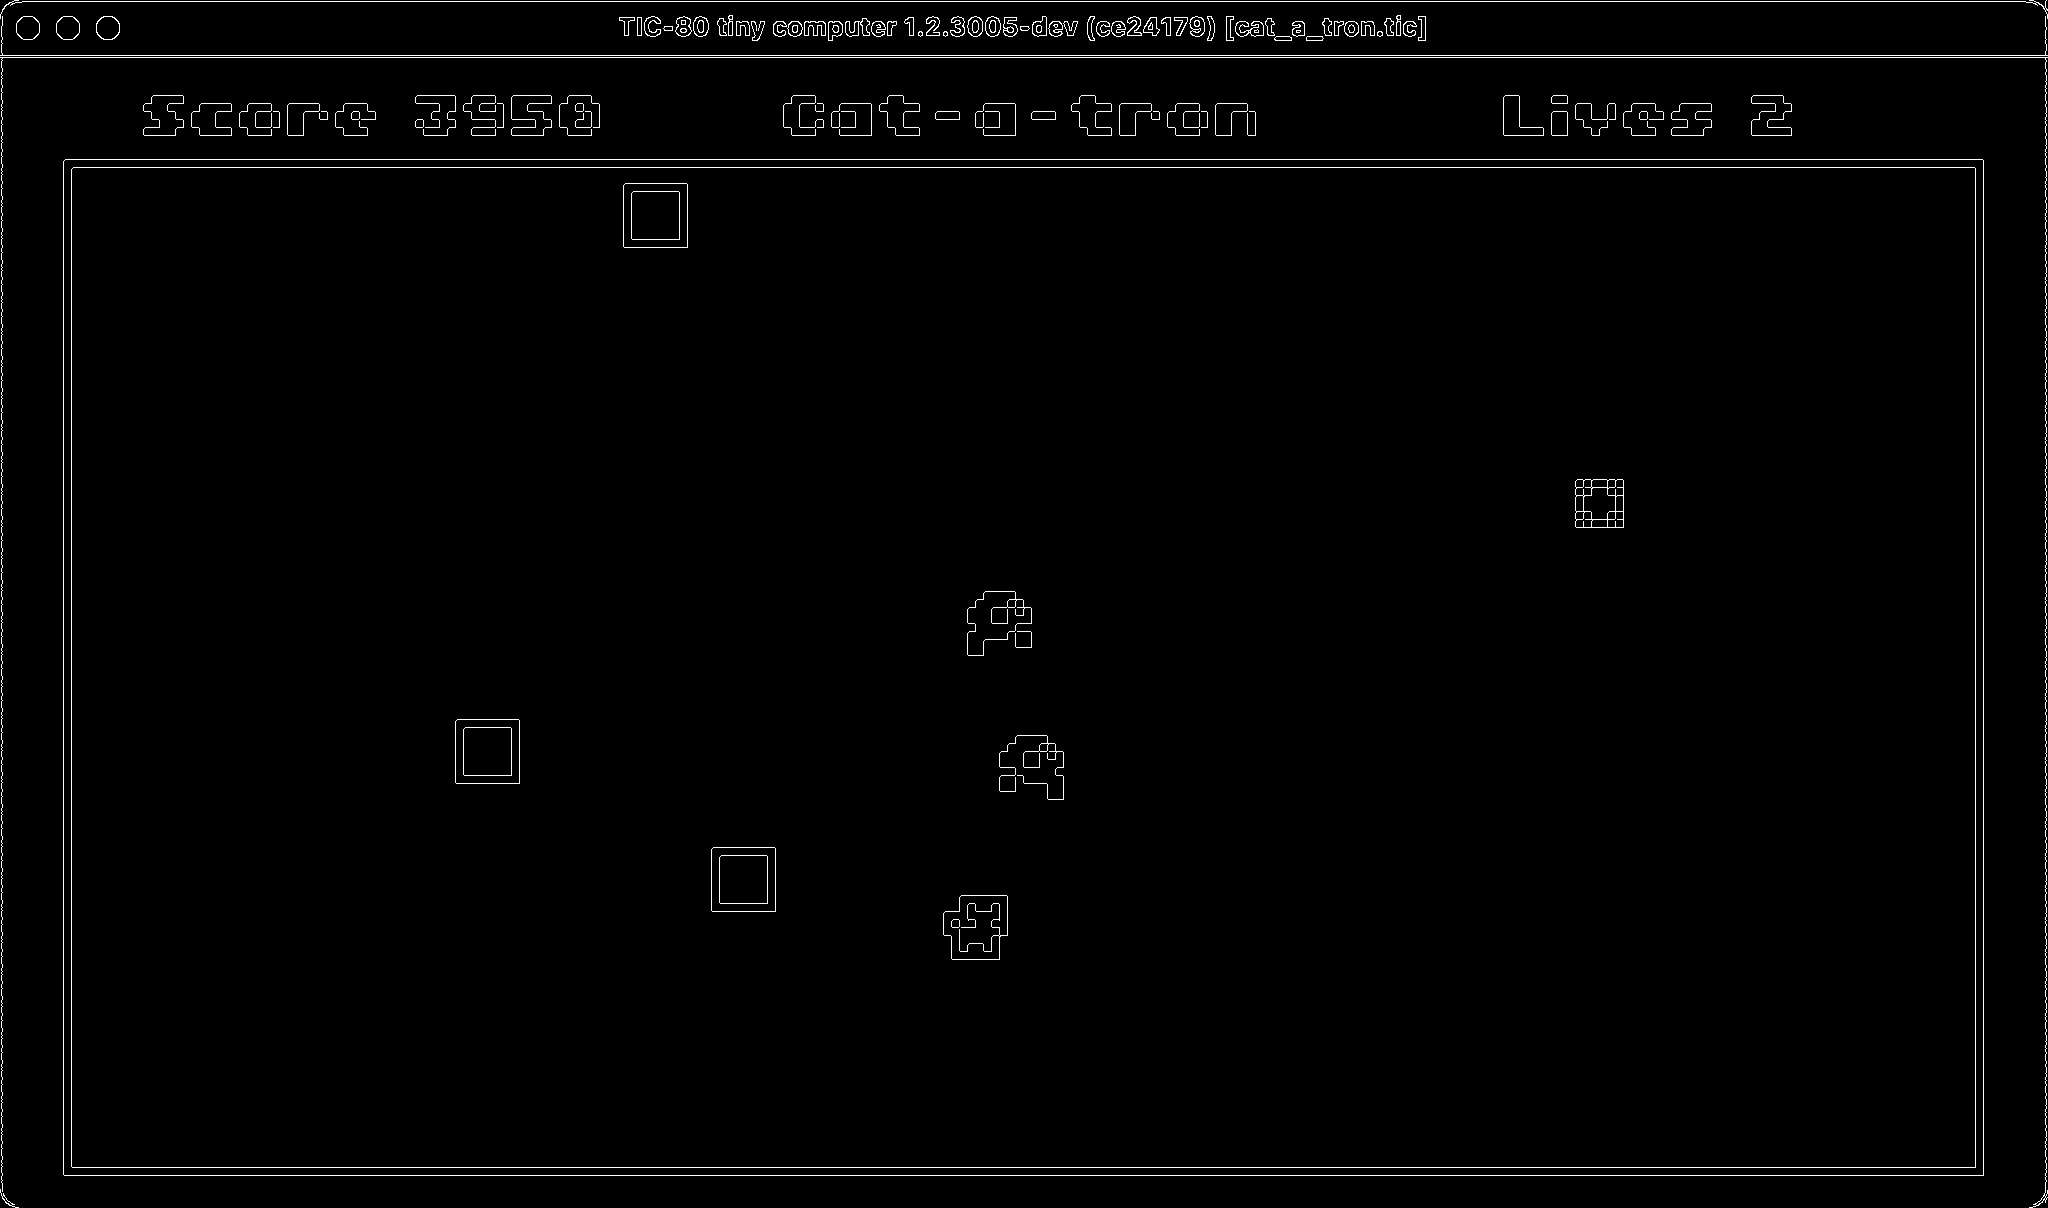 TIC-80 tiny computer 1.2.3005-dev (ce24179) [cat_a_tron.tic]
Score 3950 Cat-a-tron Lives 2